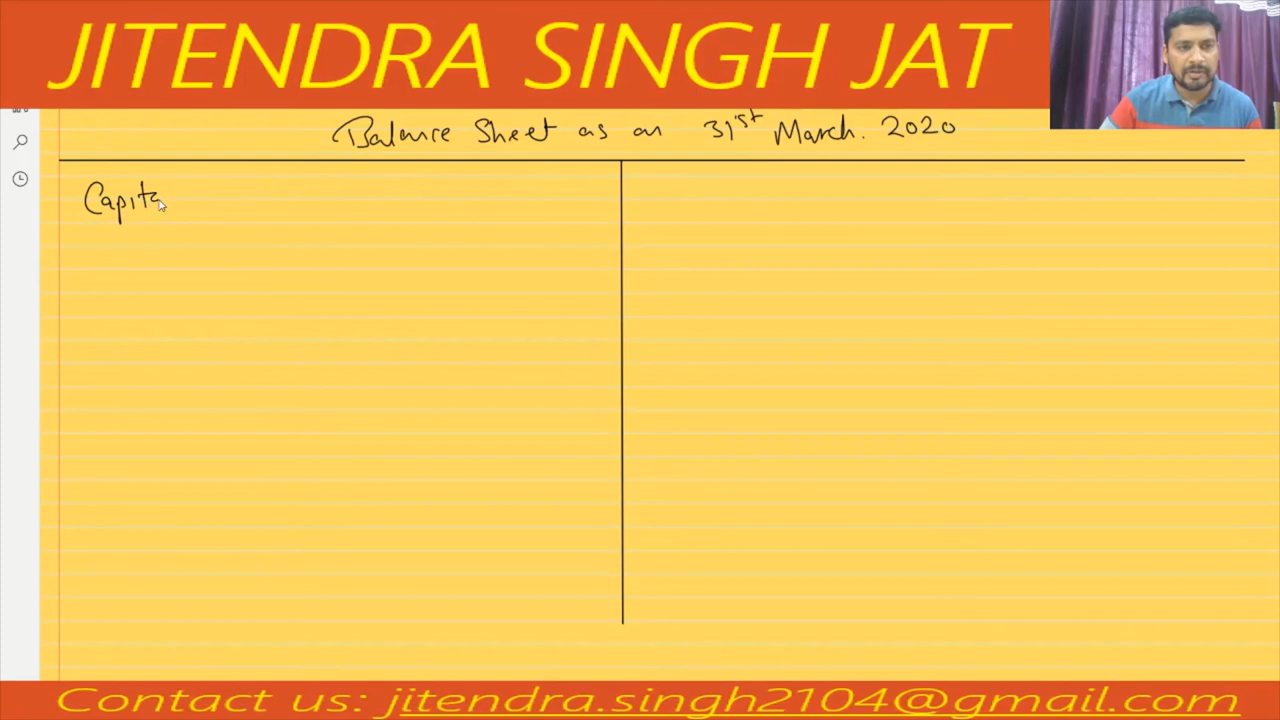 JITENDRA SINGH JAT
Balance Sheet as on 31st March. 2020
Capita
Contact us: jitendra.singh2104@gmail.com